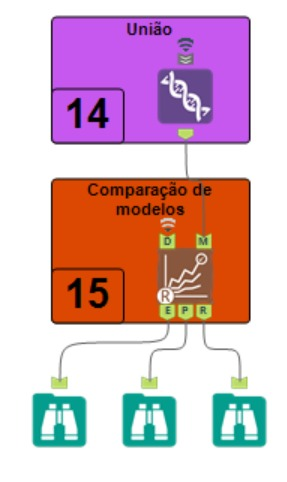 União
14
Comparação de
modelos
D M
15
R
E P R